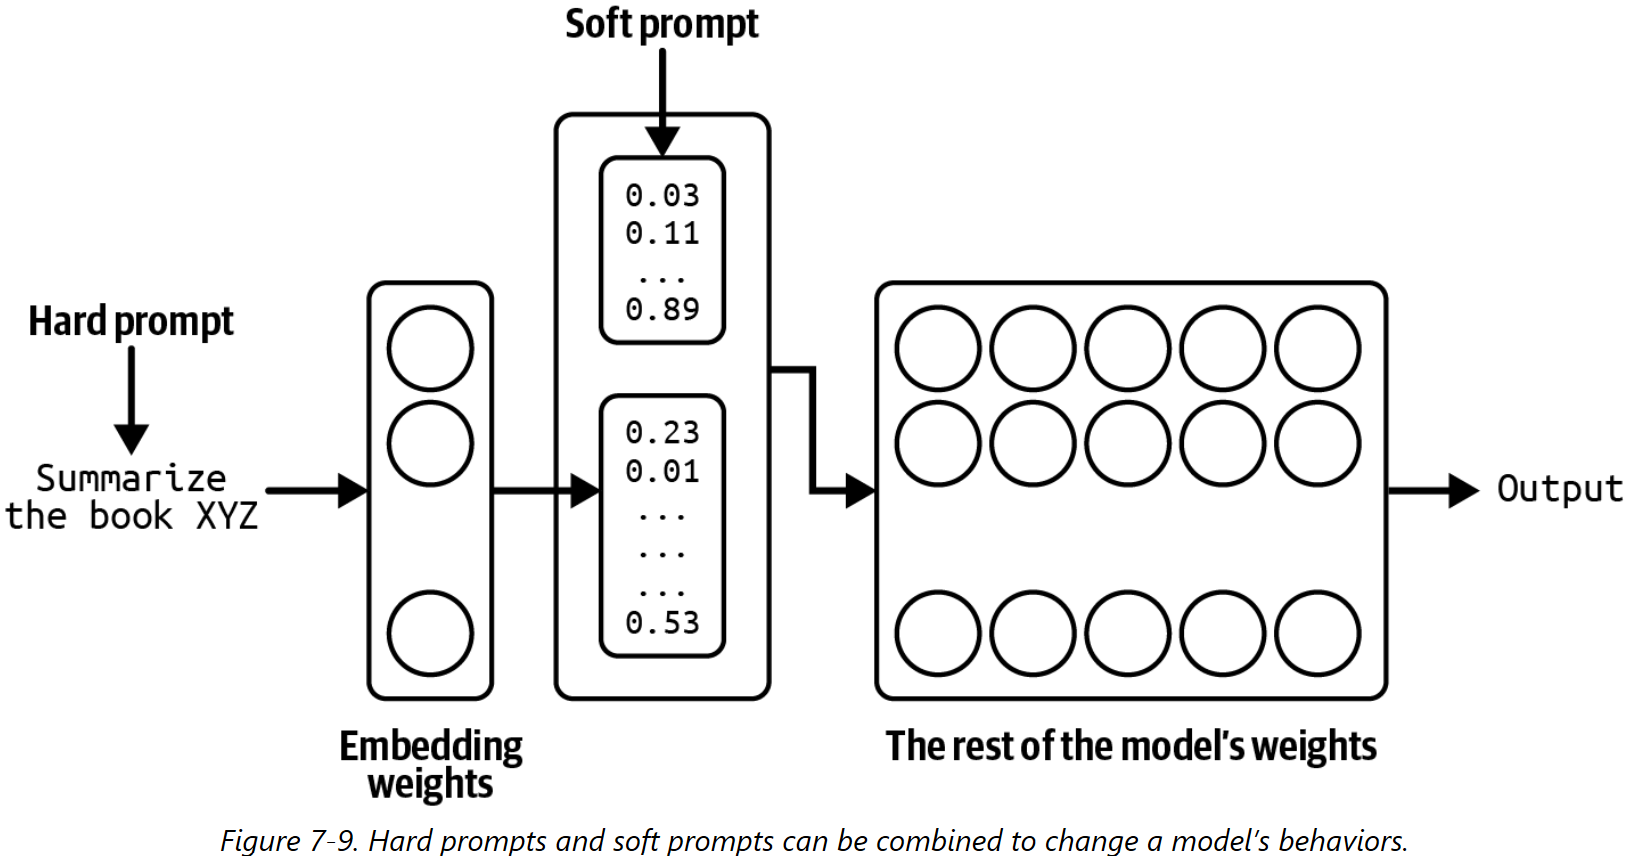 Soft prompt
0.03
0.11
...
0.89
Hard prompt
Summarize
the book XYZ
0.23
0.01
...
...
...
0.53
Output
Embedding
weights
The rest of the model's weights
Figure 7-9. Hard prompts and soft prompts can be combined to change a model's behaviors.